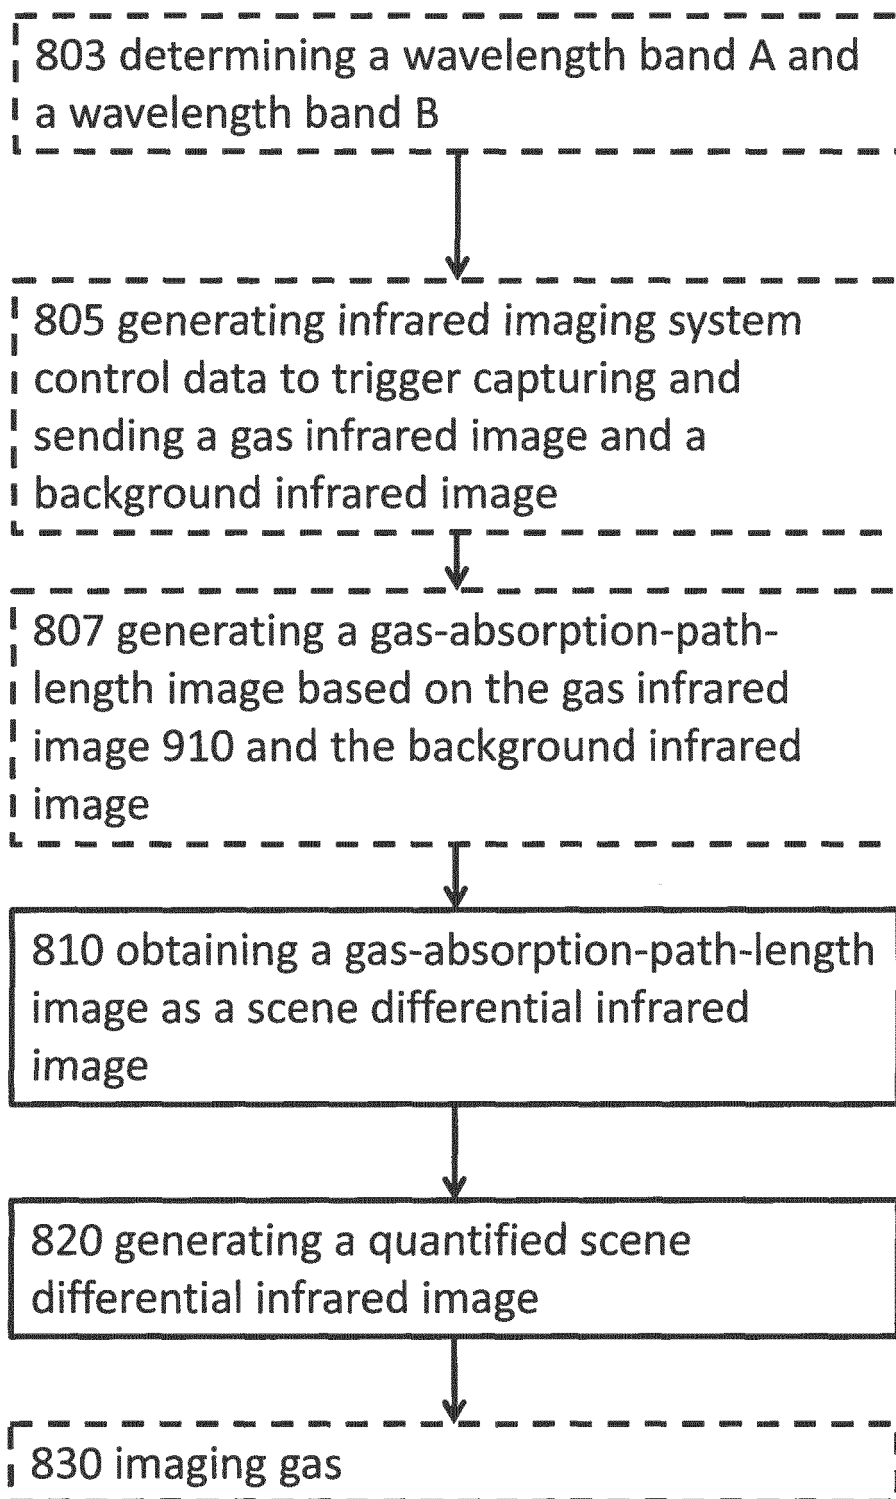 803 determining a wavelength band A and
a wavelength band B
805 generating infrared imaging system
control data to trigger capturing and
sending a gas infrared image and a
background infrared image
807 generating a gas-absorption-path-
length image based on the gas infrared
image 910 and the background infrared
image
810 obtaining a gas-absorption-path-length
image as a scene differential infrared
image
820 generating a quantified scene
differential infrared image
830 imaging gas